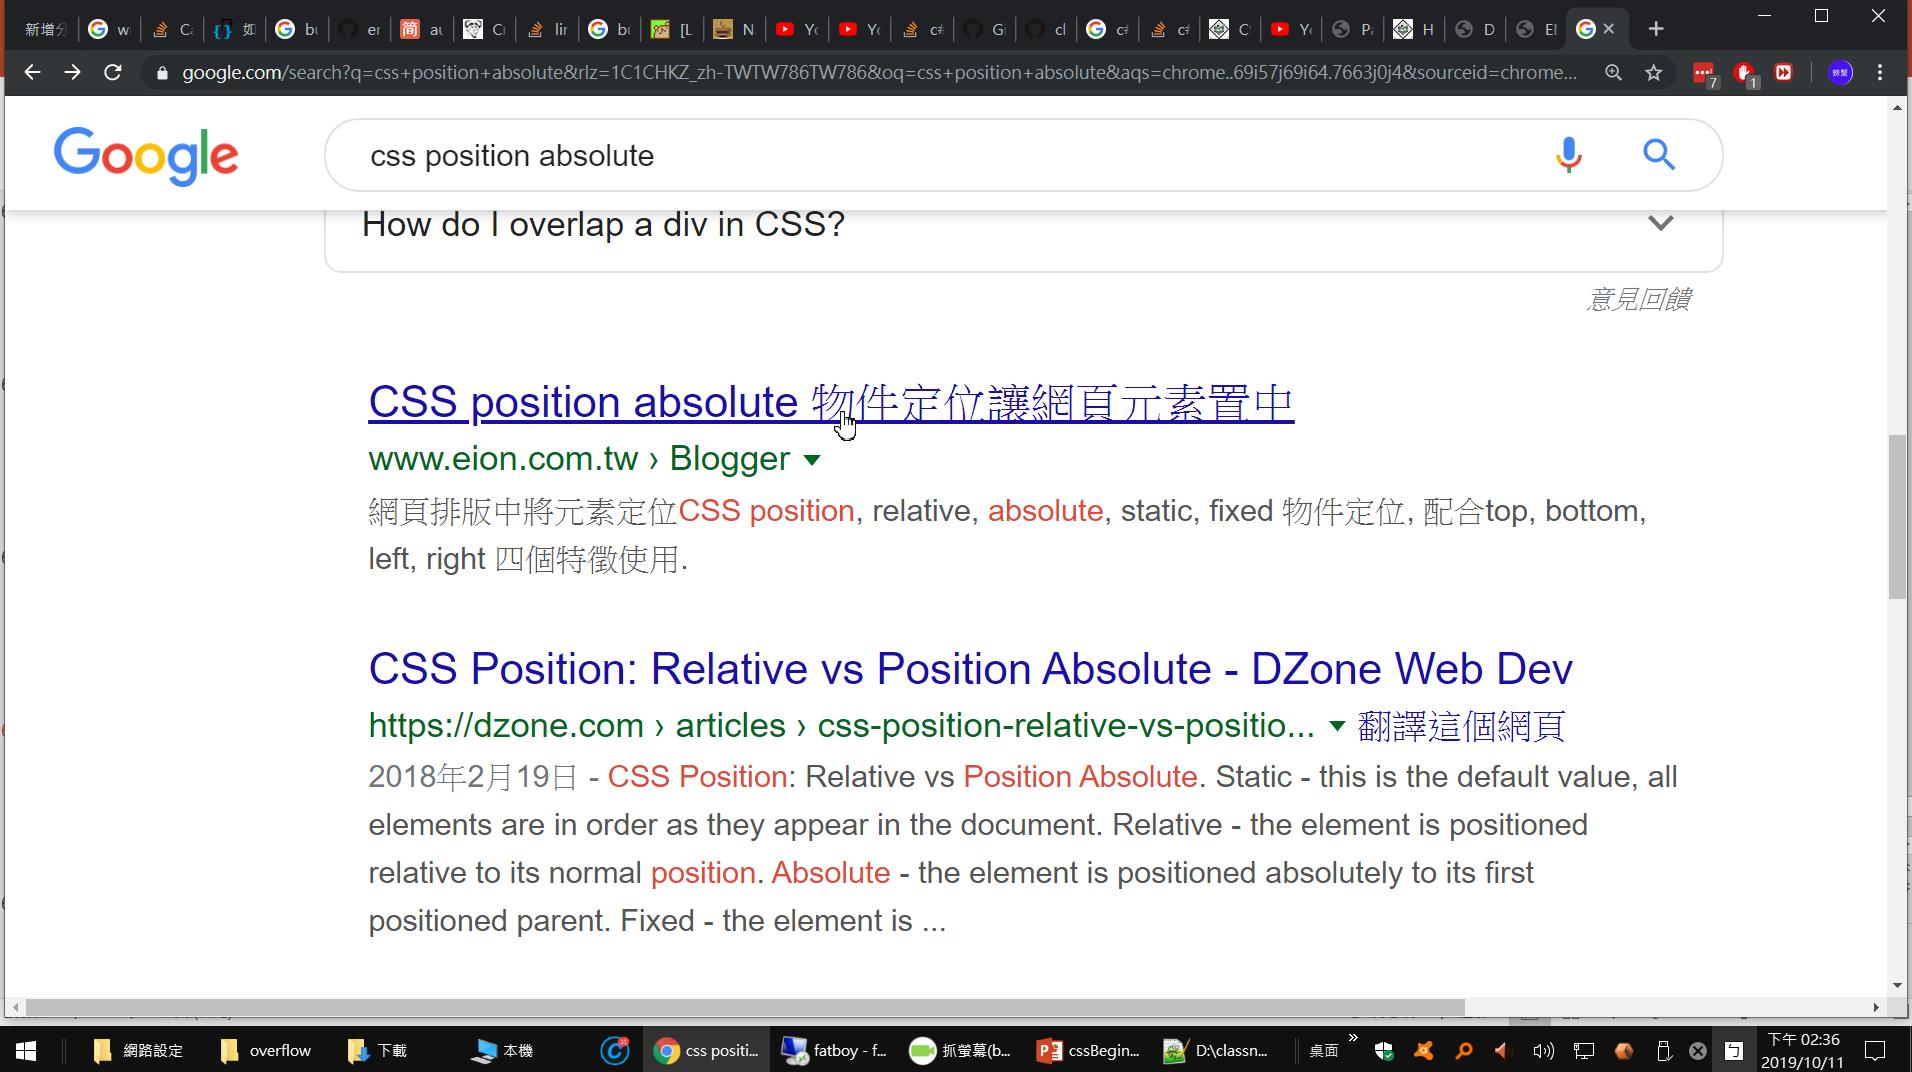 新增分
google.com/search?q=css+position+absolute&rlz=1C1CHKZ_zh-TWTW786TW786&oq=css+position+absolute&aqs=chrome..69i57j69i64.7663j0j4&sourceid=chrome...
7
1
螃蟹
Google
css position absolute
How do I overlap a div in CSS?
意見回饋
CSS position absolute 物件定位讓網頁元素置中
www.eion.com.tw › Blogger
網頁排版中將元素定位CSS position, relative, absolute, static, fixed 物件定位, 配合top, bottom,
left, right 四個特徵使用.
CSS Position: Relative vs Position Absolute - DZone Web Dev
https://dzone.com › articles › css-position-relative-vs-positio... 翻譯這個網頁
2018年2月19日 - CSS Position: Relative vs Position Absolute. Static - this is the default value, all
elements are in order as they appear in the document. Relative - the element is positioned
relative to its normal position. Absolute - the element is positioned absolutely to its first
positioned parent. Fixed - the element is ...
網路設定 overflow 下載 本機 css positi... fatboy - f... 抓螢幕(b... cssBegin... D:\classn... 桌面 下午 02:36
2019/10/11